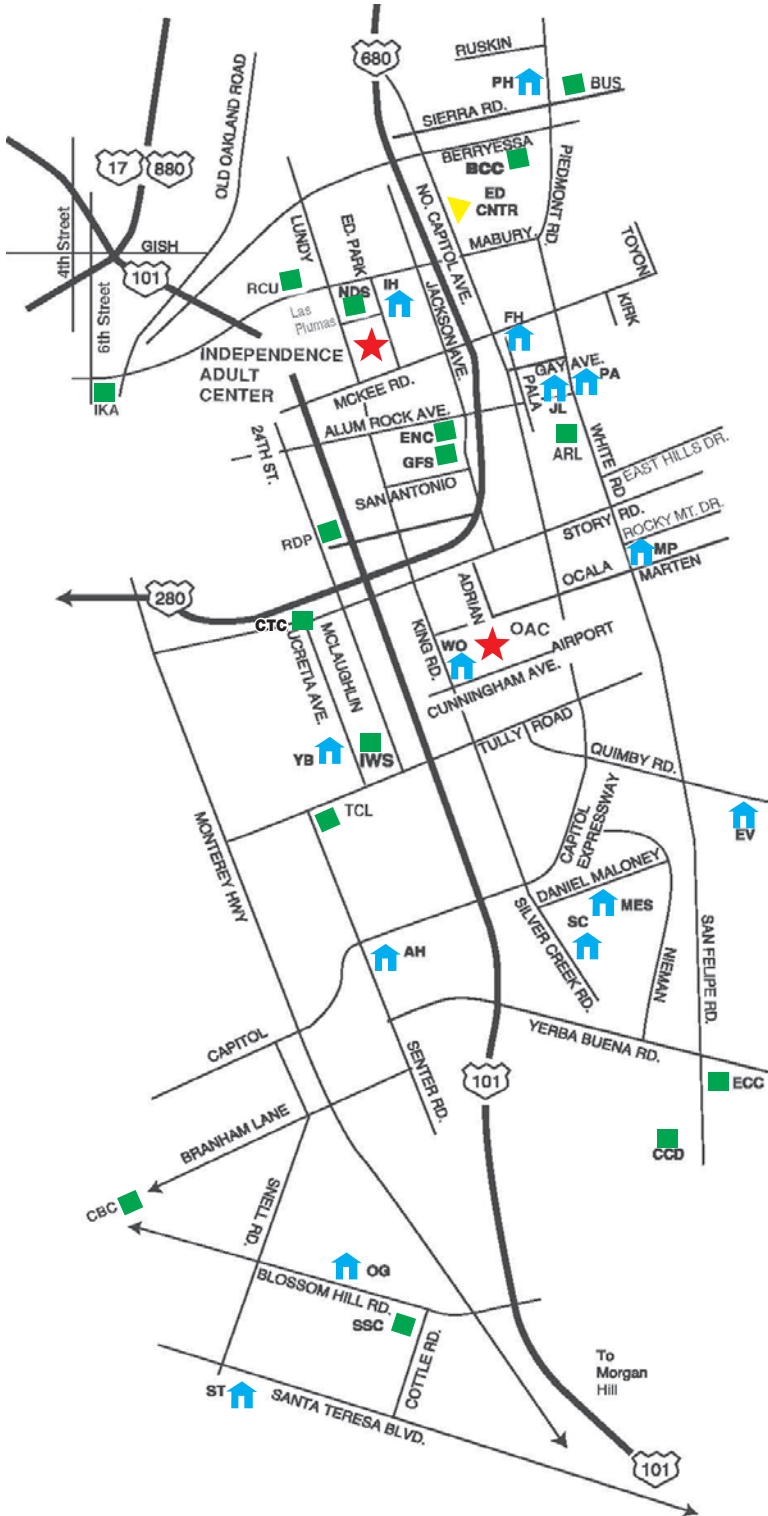 680
RUSKIN
PH
BUS
SIERRA RD.
OLD OAKLAND ROAD
17
880
BERRYESSA
BCC
PIEDMONT RD.
ED
CNTR
NO. CAPITOL AVE.
MABURY.
4th Street
6th Street
GISH
101
LUNDY
ED. PARK
TOYON
KIRK
RCU
NDS
IH
JACKSON AVE.
Las
Plumas
FH
INDEPENDENCE
ADULT
CENTER
IKA
MCKEE RD.
GAY AVE.
PALA
PA
JL
ALUM ROCK AVE.
ENC
GFS
ARL
24TH ST.
WHITE RD
EAST HILLS DR.
SAN ANTONIO
STORY RD.
ROCKY MT. DR.
RDP
MP
OCALA
MARTEN
280
ADRIAN
CTC
OAC
WO
AIRPORT
KING RD.
CUNNINGHAM AVE.
UCRETIA AVE.
MCLAUGHLIN
YB
IWS
TULLY ROAD
QUIMBY RD.
TCL
EV
MONTEREY HWY
CAPITOL
EXPRESSWAY
DANIEL MALONEY
MES
SC
SILVER CREEK RD.
NIEMAN
SAN FELIPE RD.
AH
CAPITOL
SENTER RD.
YERBA BUENA RD.
101
ECC
BRANHAM LANE
CCD
CBC
SNELL RD.
OG
BLOSSOM HILL RD.
SSC
COTTLE RD.
To
Morgan
Hill
ST
SANTA TERESA BLVD.
101